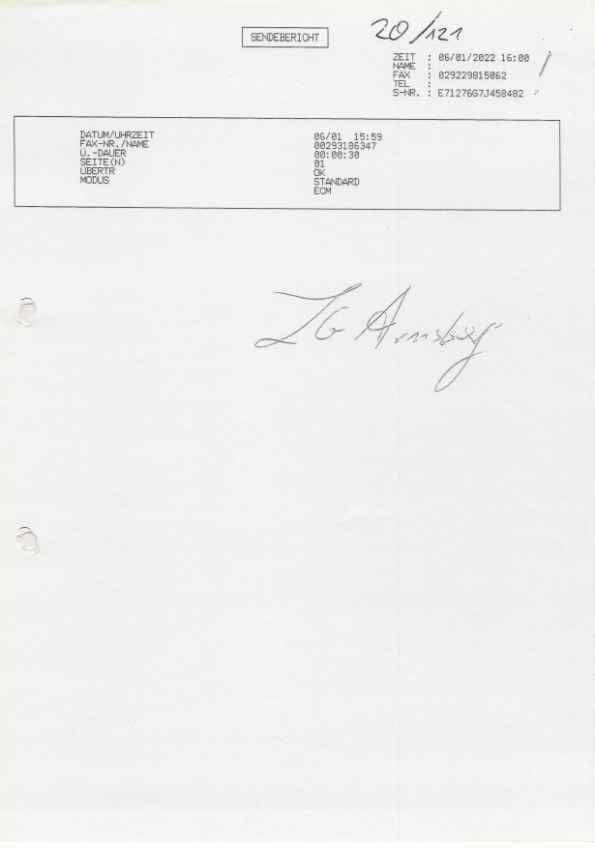 20/121
SENDEBERICHT
ZEIT : 06/01/2022 16:00
NAME :
FAX : 029229815062
TEL :
S-NR. : E71276G7J458482
DATUM/UHRZEIT 06/01 15:59
FAX-NR./NAME 00293186347
Ü.-DAUER 00:00:30
SEITE(N) 01
ÜBERTR OK
MODUS STANDARD
ECM
LG Arnsberg